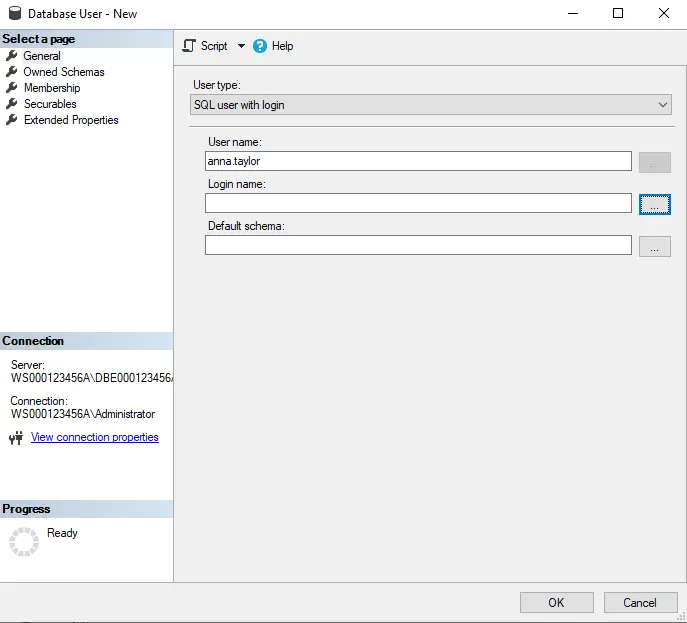 Database User - New
Select a page
General
Owned Schemas
Membership
Securables
Extended Properties
Script
Help
User type:
SQL user with login
User name:
anna.taylor
...
Login name:
...
Default schema:
...
Connection
Server:
WS000123456A\DBE000123456A
Connection:
WS000123456A\Administrator
View connection properties
Progress
Ready
OK
Cancel